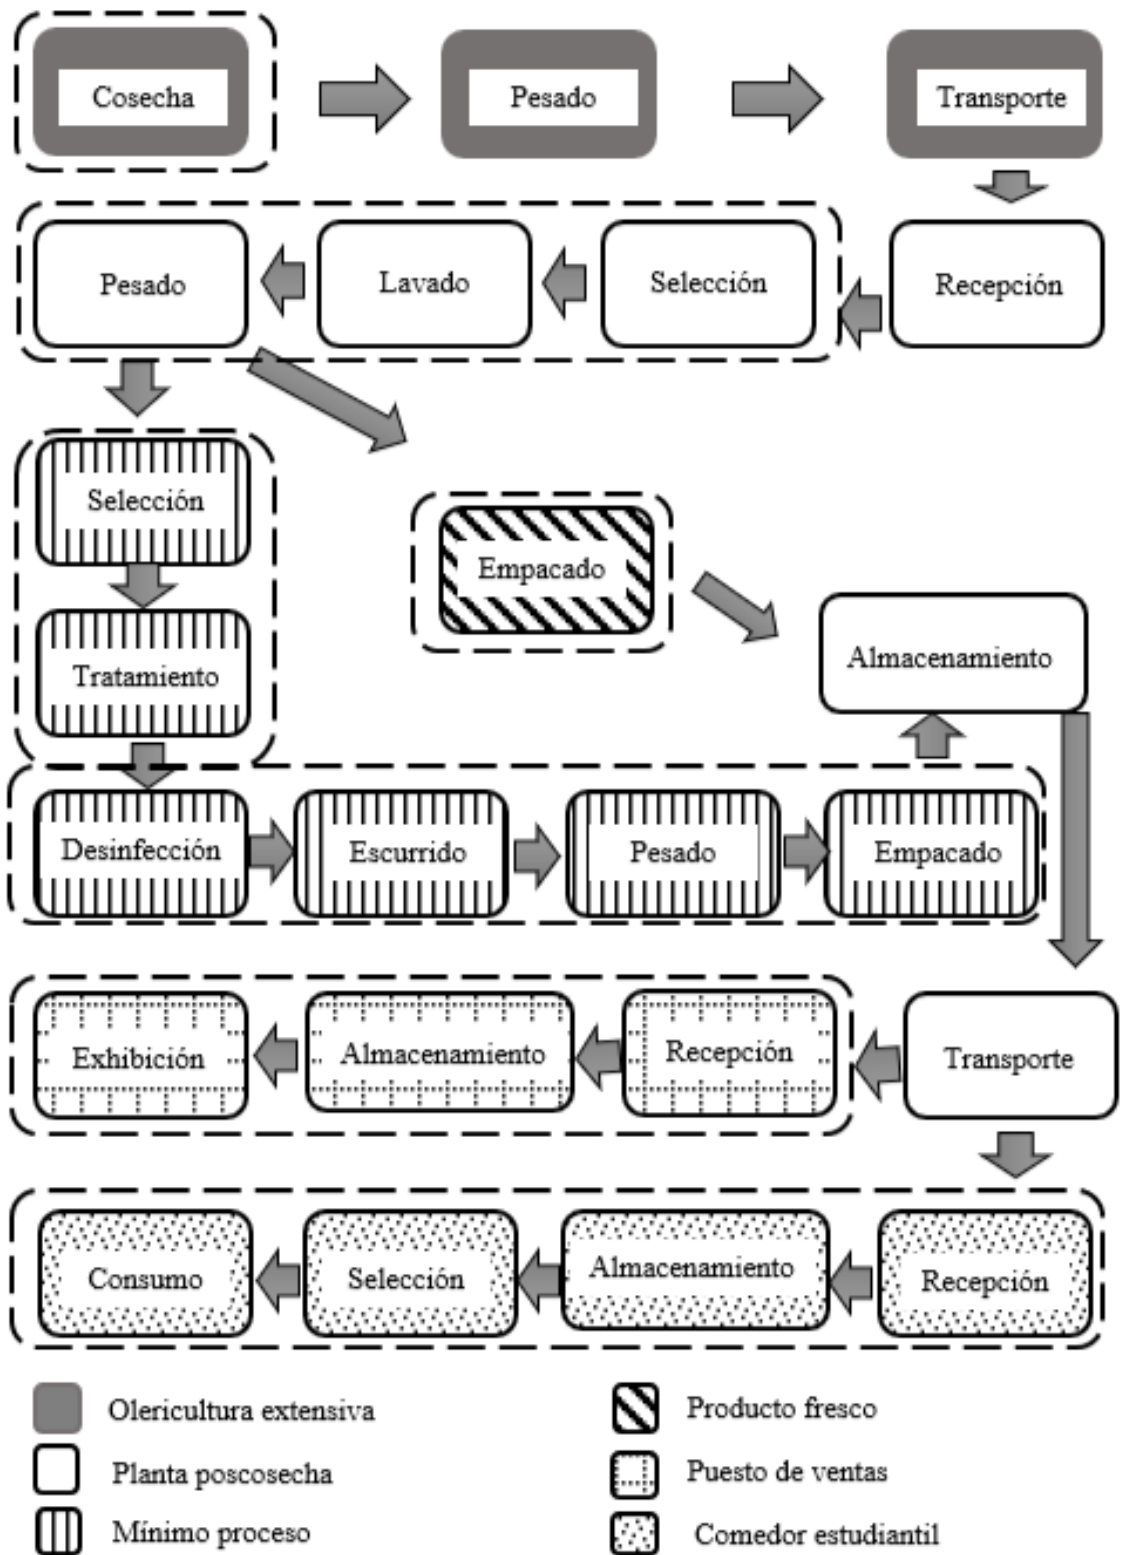 Cosecha
Pesado
Transporte
Pesado
Lavado
Selección
Recepción
Selección
Empacado
Almacenamiento
Tratamiento
Desinfección
Escurrido
Pesado
Empacado
Exhibición
Almacenamiento
Recepción
Transporte
Consumo
Selección
Almacenamiento
Recepción
Olericultura extensiva
Producto fresco
Planta poscosecha
Puesto de ventas
Mínimo proceso
Comedor estudiantil